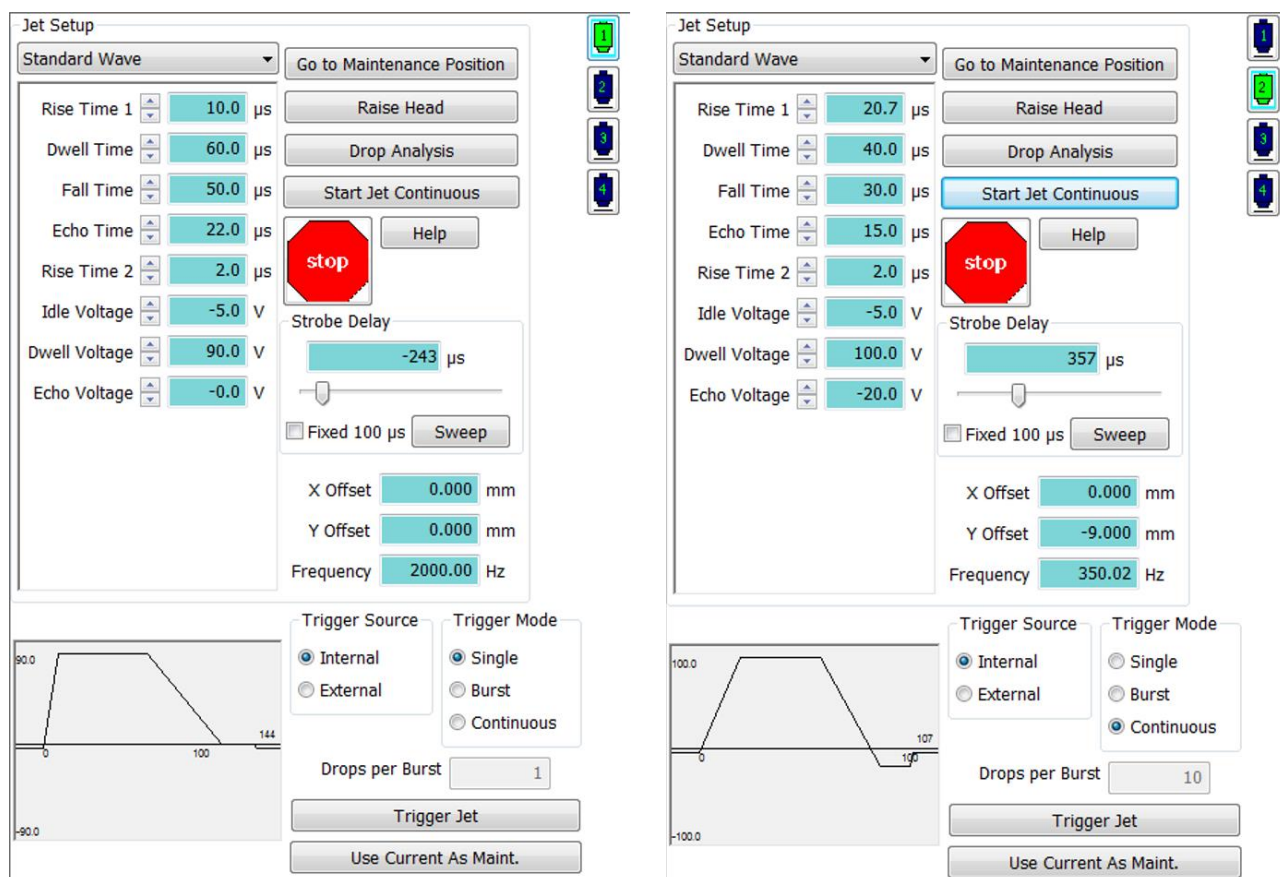 Jet Setup
Standard Wave
Go to Maintenance Position
1
Rise Time 1 10.0 µs
Raise Head
2
Dwell Time 60.0 µs
Drop Analysis
3
Fall Time 50.0 µs
Start Jet Continuous
4
Echo Time 22.0 µs
Help
stop
Rise Time 2 2.0 µs
Idle Voltage -5.0 V
Strobe Delay
Dwell Voltage 90.0 V
-243 µs
Echo Voltage -0.0 V
Fixed 100 µs Sweep
X Offset 0.000 mm
Y Offset 0.000 mm
Frequency 2000.00 Hz
Trigger Source
Internal
External
Trigger Mode
Single
Burst
Continuous
90.0
144
0 100
-90.0
Drops per Burst 1
Trigger Jet
Use Current As Maint.
Jet Setup
Standard Wave
Go to Maintenance Position
1
Rise Time 1 20.7 µs
Raise Head
2
Dwell Time 40.0 µs
Drop Analysis
3
Fall Time 30.0 µs
Start Jet Continuous
4
Echo Time 15.0 µs
Help
stop
Rise Time 2 2.0 µs
Idle Voltage -5.0 V
Strobe Delay
Dwell Voltage 100.0 V
357 µs
Echo Voltage -20.0 V
Fixed 100 µs Sweep
X Offset 0.000 mm
Y Offset -9.000 mm
Frequency 350.02 Hz
Trigger Source
Internal
External
Trigger Mode
Single
Burst
Continuous
100.0
107
0 100
-100.0
Drops per Burst 10
Trigger Jet
Use Current As Maint.